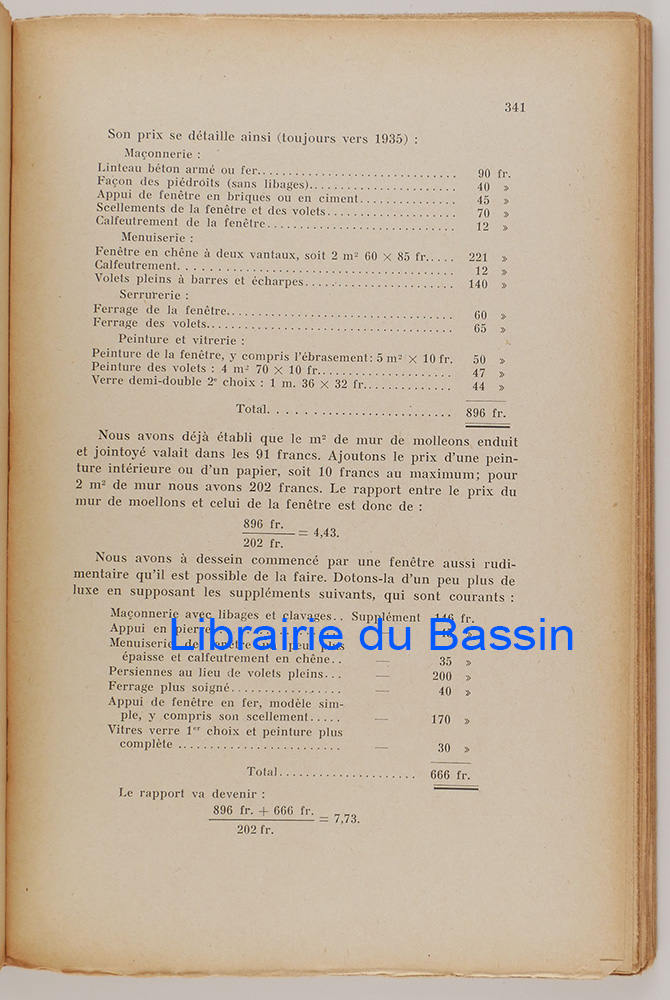 341
Son prix se détaille ainsi (toujours vers 1935) :
Maçonnerie :
Linteau béton armé ou fer.............................. 90 fr.
Façon des piédroits (sans libages)...................... 40 »
Appui de fenêtre en briques ou en ciment.............. 45 »
Scellements de la fenêtre et des volets................... 70 »
Calfeutrement de la fenêtre............................ 12 »
Menuiserie :
Fenêtre en chêne à deux vantaux, soit 2 m² 60 × 85 fr..... 221 »
Calfeutrement. ....................................... 12 »
Volets pleins à barres et écharpes...................... 140 »
Serrurerie :
Ferrage de la fenêtre.................................. 60 »
Ferrage des volets..................................... 65 »
Peinture et vitrerie :
Peinture de la fenêtre, y compris l'ébrasement: 5 m² × 10 fr. 50 »
Peinture des volets : 4 m² 70 × 10 fr.................... 47 »
Verre demi-double 2e choix : 1 m. 36 × 32 fr............. 44 »
Total. ........................... 896 fr.
Nous avons déjà établi que le m² de mur de molleons enduit
et jointoyé valait dans les 91 francs. Ajoutons le prix d'une pein-
ture intérieure ou d'un papier, soit 10 francs au maximum; pour
2 m² de mur nous avons 202 francs. Le rapport entre le prix du
mur de moellons et celui de la fenêtre est donc de :
896 fr.
202 fr. = 4,43.
Nous avons à dessein commencé par une fenêtre aussi rudi-
mentaire qu'il est possible de la faire. Dotons-la d'un peu plus de
luxe en supposant les suppléments suivants, qui sont courants :
Maçonnerie avec libages et clavages.. Supplément 146 fr.
Appui en pierre
Menuiserie de fenêtre un peu plus
épaisse et calfeutrement en chêne.. — 35 »
Persiennes au lieu de volets pleins... — 200 »
Ferrage plus soigné................. — 40 »
Appui de fenêtre en fer, modèle sim-
ple, y compris son scellement..... — 170 »
Vitres verre 1er choix et peinture plus
complète ........................ — 30 »
Total..................... 666 fr.
Le rapport va devenir :
896 fr. + 666 fr.
202 fr. = 7,73.
Librairie du Bassin